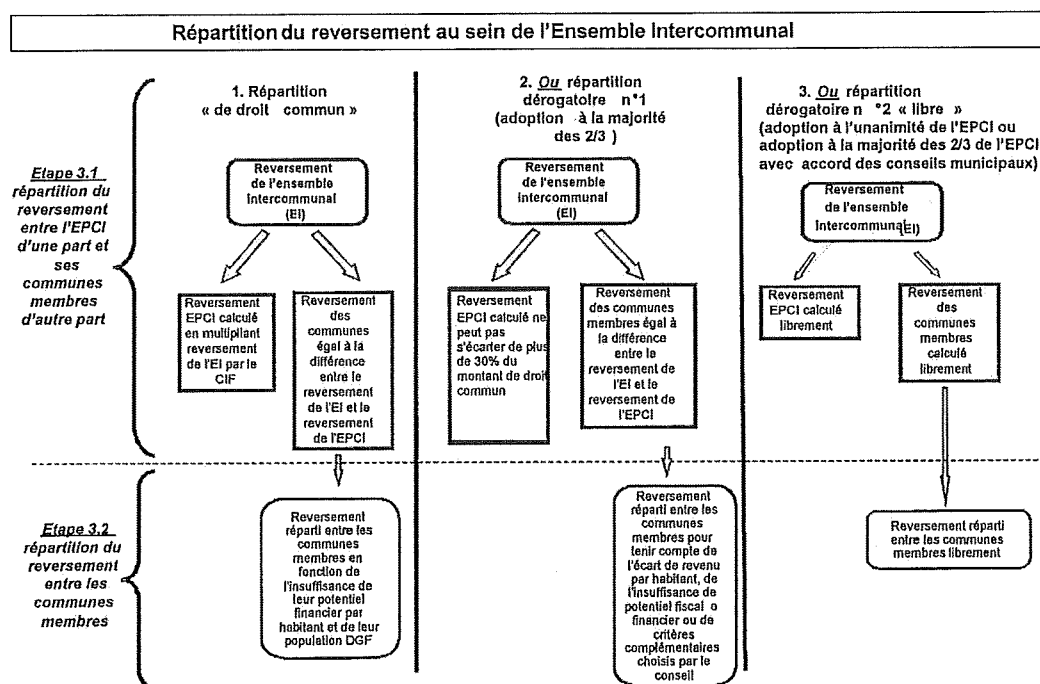 Répartition du reversement au sein de l'Ensemble Intercommunal
1. Répartition
« de droit commun »
2. Ou répartition
dérogatoire n°1
(adoption à la majorité
des 2/3 )
3. Ou répartition
dérogatoire n °2 « libre »
(adoption à l'unanimité de l'EPCI ou
adoption à la majorité des 2/3 de l'EPCI
avec accord des conseils municipaux)
Etape 3.1
répartition du
reversement
entre l'EPCI
d'une part et
ses
communes
membres
d'autre part
Reversement
de l'ensemble
Intercommunal
(EI)
Reversement
EPCI calculé
en multipliant
reversement
de l'EI par le
CIF
Reversement
des
communes
égal à la
différence
entre le
reversement
de l'EI et le
reversement
de l'EPCI
Reversement
de l'ensemble
Intercommunal
(EI)
Reversement
EPCI calculé ne
peut pas
s'écarter de plus
de 30% du
montant de droit
commun
Reversement
des communes
membres égal à la
différence entre le
reversement de
l'EI et le
reversement de
l'EPCI
Reversement
de l'ensemble
Intercommunal (EI)
Reversement
EPCI calculé
librement
Reversement
des
communes
membres
calculé
librement
Etape 3.2
répartition du
reversement
entre les
communes
membres
Reversement
réparti entre les
communes
membres en
fonction de
l'insuffisance de
leur potentiel
financier par
habitant et de leur
population DGF
Reversement
réparti entre les
communes
membres pour
tenir compte de
l'écart de revenu
par habitant, de
l'insuffisance de
potentiel fiscal o
financier ou de
critères
complémentaires
choisis par le
conseil
Reversement réparti
entre les communes
membres librement